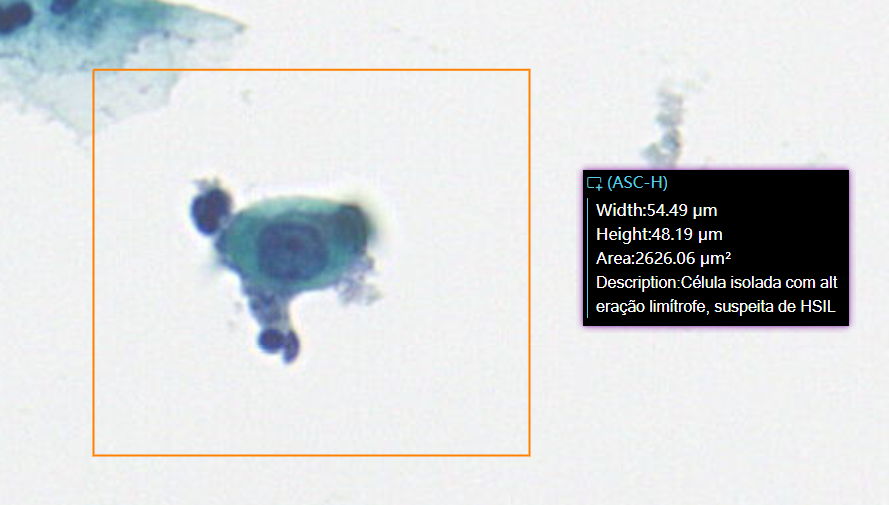 (ASC-H)
Width:54.49 μm
Height:48.19 μm
Area:2626.06 μm²
Description:Célula isolada com alt
eração limítrofe, suspeita de HSIL